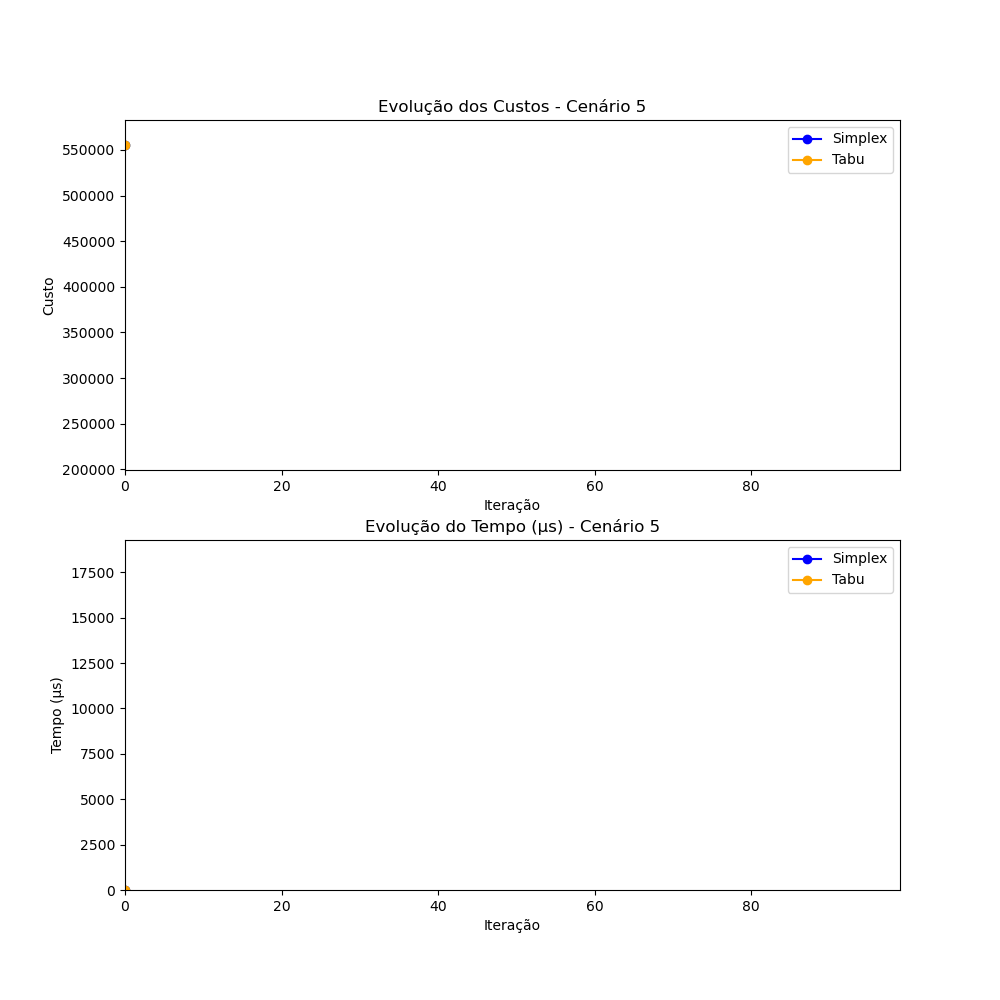 Evolução dos Custos - Cenário 5
Simplex
Tabu
550000
500000
450000
400000
350000
300000
250000
200000
Custo
0 20 40 60 80
Iteração
Evolução do Tempo (µs) - Cenário 5
Simplex
Tabu
17500
15000
12500
10000
7500
5000
2500
0
Tempo (µs)
0 20 40 60 80
Iteração